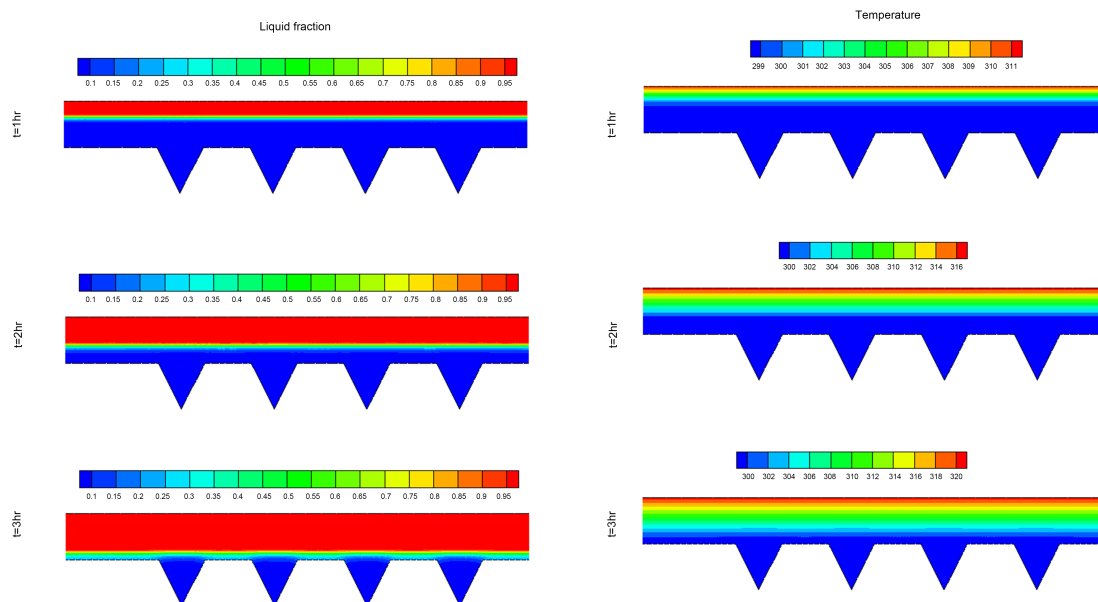 Liquid fraction
0.1 0.15 0.2 0.25 0.3 0.35 0.4 0.45 0.5 0.55 0.6 0.65 0.7 0.75 0.8 0.85 0.9 0.95
t=1hr
0.1 0.15 0.2 0.25 0.3 0.35 0.4 0.45 0.5 0.55 0.6 0.65 0.7 0.75 0.8 0.85 0.9 0.95
t=2hr
0.1 0.15 0.2 0.25 0.3 0.35 0.4 0.45 0.5 0.55 0.6 0.65 0.7 0.75 0.8 0.85 0.9 0.95
t=3hr
Temperature
299 300 301 302 303 304 305 306 307 308 309 310 311
t=1hr
300 302 304 306 308 310 312 314 316
t=2hr
300 302 304 306 308 310 312 314 316 318 320
t=3hr